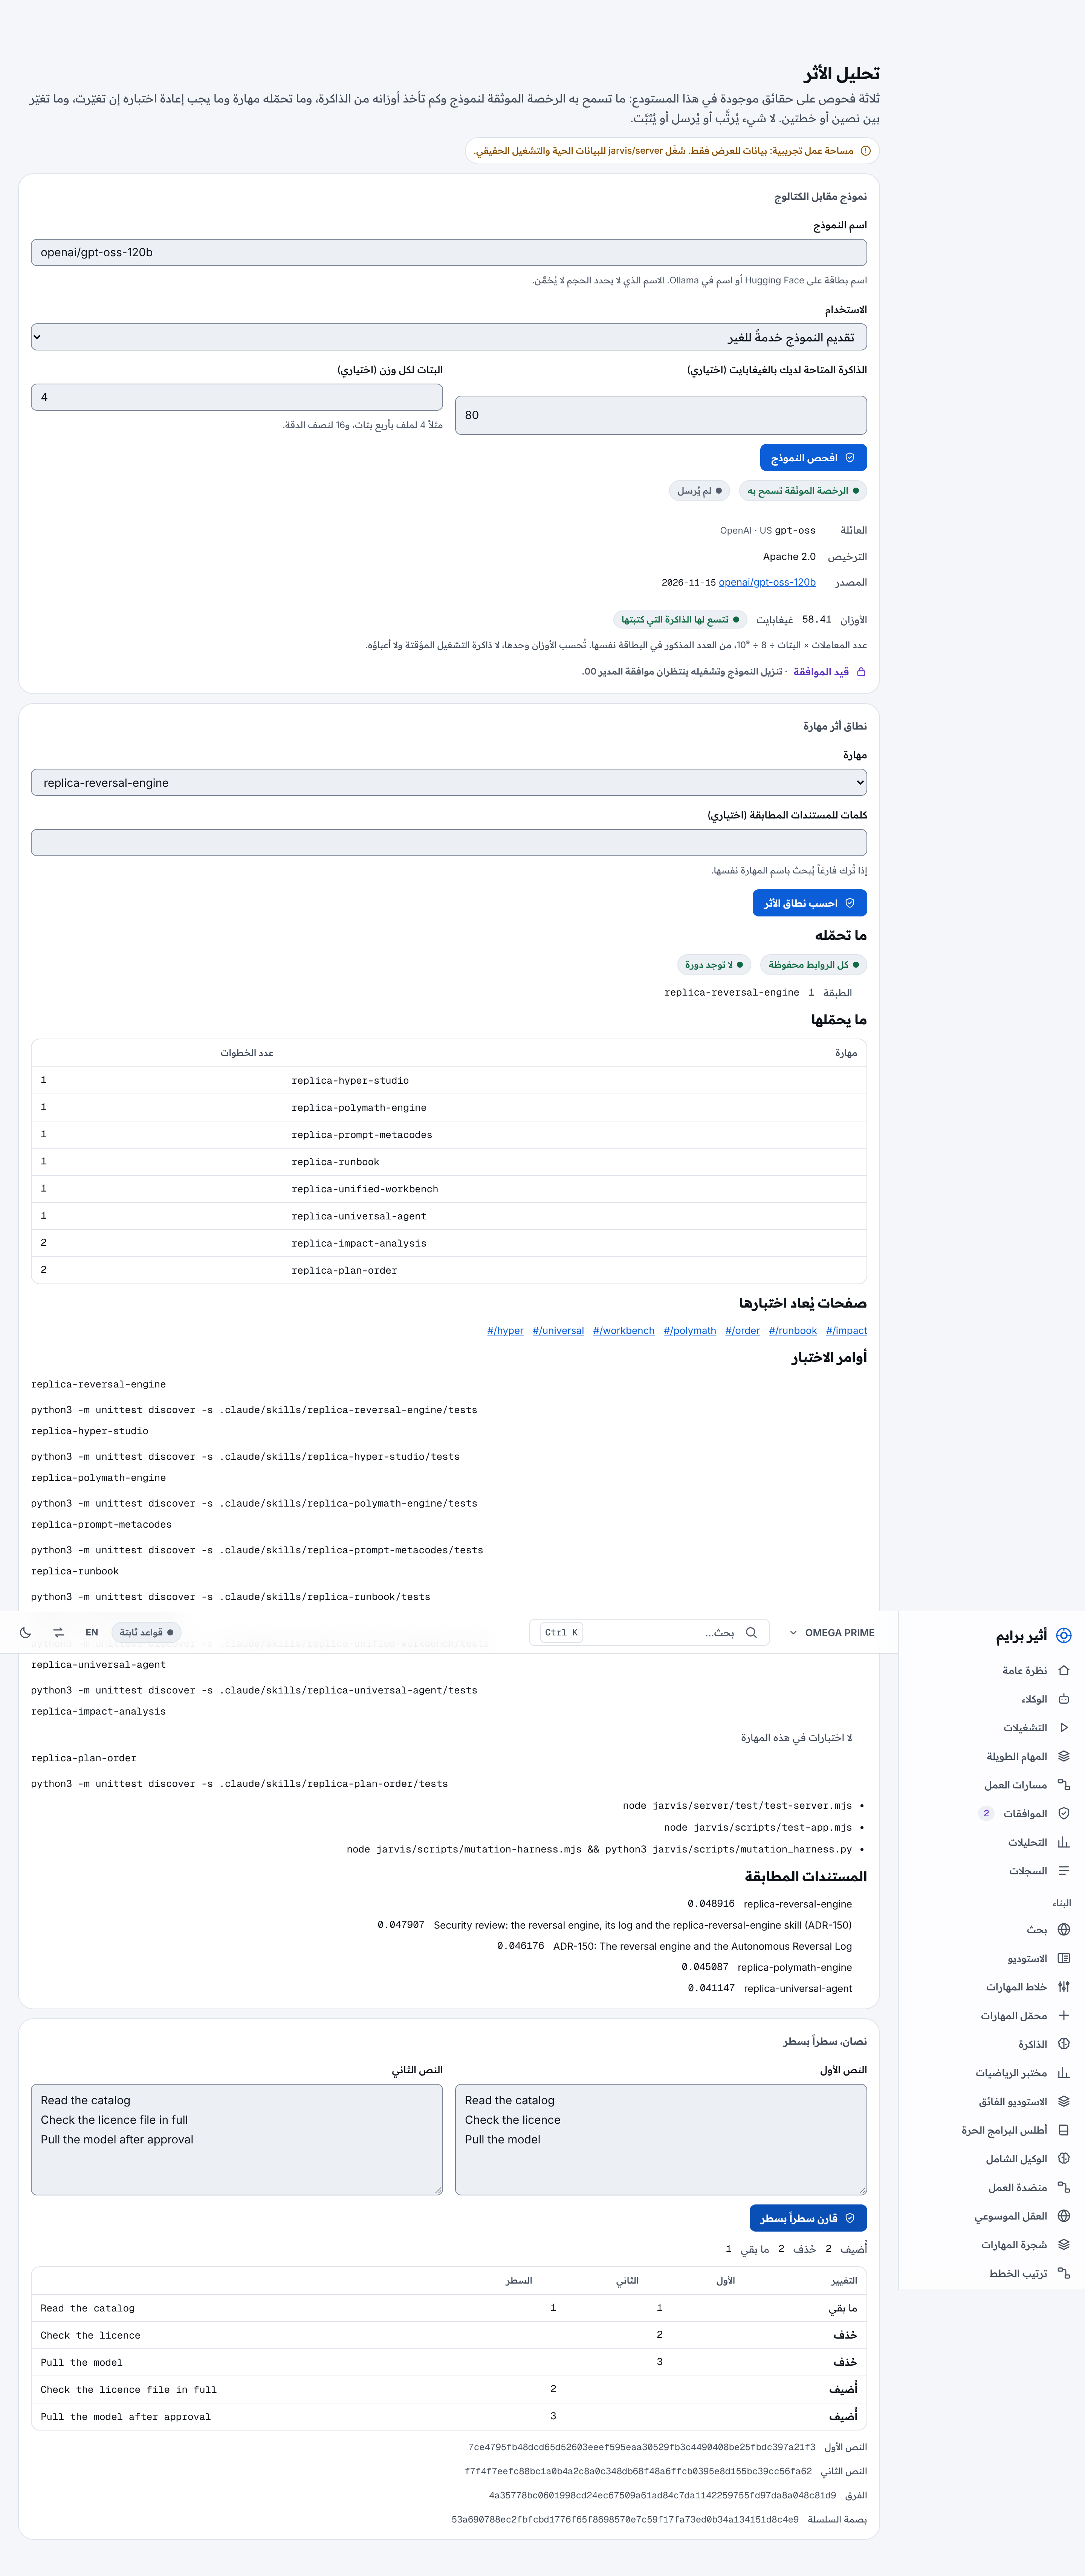 تحليل الأثر
ثلاثة فحوص على حقائق موجودة في هذا المستودع: ما تسمح به الرخصة الموثقة لنموذج وكم تأخذ أوزانه من الذاكرة، وما تحمّله مهارة وما يجب إعادة اختباره إن تغيّرت، وما تغيّر
بين نصين أو خطتين. لا شيء يُرتَّب أو يُرسل أو يُثبَّت.
مساحة عمل تجريبية: بيانات للعرض فقط. شغّل jarvis/server للبيانات الحية والتشغيل الحقيقي.
نموذج مقابل الكتالوج
اسم النموذج
openai/gpt-oss-120b
اسم بطاقة على Hugging Face أو اسم في Ollama. الاسم الذي لا يحدد الحجم لا يُخمَّن.
الاستخدام
تقديم النموذج خدمةً للغير
الذاكرة المتاحة لديك بالغيغابايت (اختياري)
80
البتات لكل وزن (اختياري)
4
مثلاً 4 لملف بأربع بتات، و16 لنصف الدقة.
افحص النموذج
الرخصة الموثقة تسمح به
لم يُرسل
العائلة gpt-oss OpenAI · US
الترخيص Apache 2.0
المصدر openai/gpt-oss-120b 2026-11-15
الأوزان 58.41 غيغابايت تتسع لها الذاكرة التي كتبتها
عدد المعاملات × البتات ÷ 8 ÷ 10⁹، من العدد المذكور في البطاقة نفسها. تُحسب الأوزان وحدها، لا ذاكرة التشغيل المؤقتة ولا أعباؤه.
قيد الموافقة · تنزيل النموذج وتشغيله ينتظران موافقة المدير 00.
نطاق أثر مهارة
مهارة
replica-reversal-engine
كلمات للمستندات المطابقة (اختياري)
إذا تُرك فارغاً يُبحث باسم المهارة نفسها.
احسب نطاق الأثر
ما تحمّله
كل الروابط محفوظة
لا توجد دورة
الطبقة 1 replica-reversal-engine
ما يحمّلها
مهارة عدد الخطوات
replica-hyper-studio 1
replica-polymath-engine 1
replica-prompt-metacodes 1
replica-runbook 1
replica-unified-workbench 1
replica-universal-agent 1
replica-impact-analysis 2
replica-plan-order 2
صفحات يُعاد اختبارها
#/impact #/runbook #/order #/polymath #/workbench #/universal #/hyper
أوامر الاختبار
replica-reversal-engine
python3 -m unittest discover -s .claude/skills/replica-reversal-engine/tests
replica-hyper-studio
python3 -m unittest discover -s .claude/skills/replica-hyper-studio/tests
replica-polymath-engine
python3 -m unittest discover -s .claude/skills/replica-polymath-engine/tests
replica-prompt-metacodes
python3 -m unittest discover -s .claude/skills/replica-prompt-metacodes/tests
replica-runbook
python3 -m unittest discover -s .claude/skills/replica-runbook/tests
replica-universal-agent
python3 -m unittest discover -s .claude/skills/replica-universal-agent/tests
replica-impact-analysis
لا اختبارات في هذه المهارة
replica-plan-order
python3 -m unittest discover -s .claude/skills/replica-plan-order/tests
node jarvis/server/test/test-server.mjs
node jarvis/scripts/test-app.mjs
node jarvis/scripts/mutation-harness.mjs && python3 jarvis/scripts/mutation_harness.py
المستندات المطابقة
replica-reversal-engine 0.048916
Security review: the reversal engine, its log and the replica-reversal-engine skill (ADR-150) 0.047907
ADR-150: The reversal engine and the Autonomous Reversal Log 0.046176
replica-polymath-engine 0.045087
replica-universal-agent 0.041147
نصان، سطراً بسطر
النص الأول
Read the catalog
Check the licence
Pull the model
النص الثاني
Read the catalog
Check the licence file in full
Pull the model after approval
قارن سطراً بسطر
أُضيف 2 حُذف 2 ما بقي 1
التغيير الأول الثاني السطر
ما بقي 1 1 Read the catalog
حُذف 2 Check the licence
حُذف 3 Pull the model
أُضيف 2 Check the licence file in full
أُضيف 3 Pull the model after approval
النص الأول 7ce4795fb48dcd65d52603eeef595eaa30529fb3c4490408be25fbdc397a21f3
النص الثاني f7f4f7eefc88bc1a0b4a2c8a0c348db68f48a6ffcb0395e8d155bc39cc56fa62
الفرق 4a35778bc0601998cd24ec67509a61ad84c7da1142259755fd97da8a048c81d9
بصمة السلسلة 53a690788ec2fbfcbd1776f65f8698570e7c59f17fa73ed0b34a134151d8c4e9
OMEGA PRIME
بحث...
Ctrl K
قواعد ثابتة
EN
أثير برايم
نظرة عامة
الوكلاء
التشغيلات
المهام الطويلة
مسارات العمل
الموافقات 2
التحليلات
السجلات
البناء
بحث
الاستوديو
خلاط المهارات
محمّل المهارات
الذاكرة
مختبر الرياضيات
الاستوديو الفائق
أطلس البرامج الحرة
الوكيل الشامل
منضدة العمل
العقل الموسوعي
شجرة المهارات
ترتيب الخطط